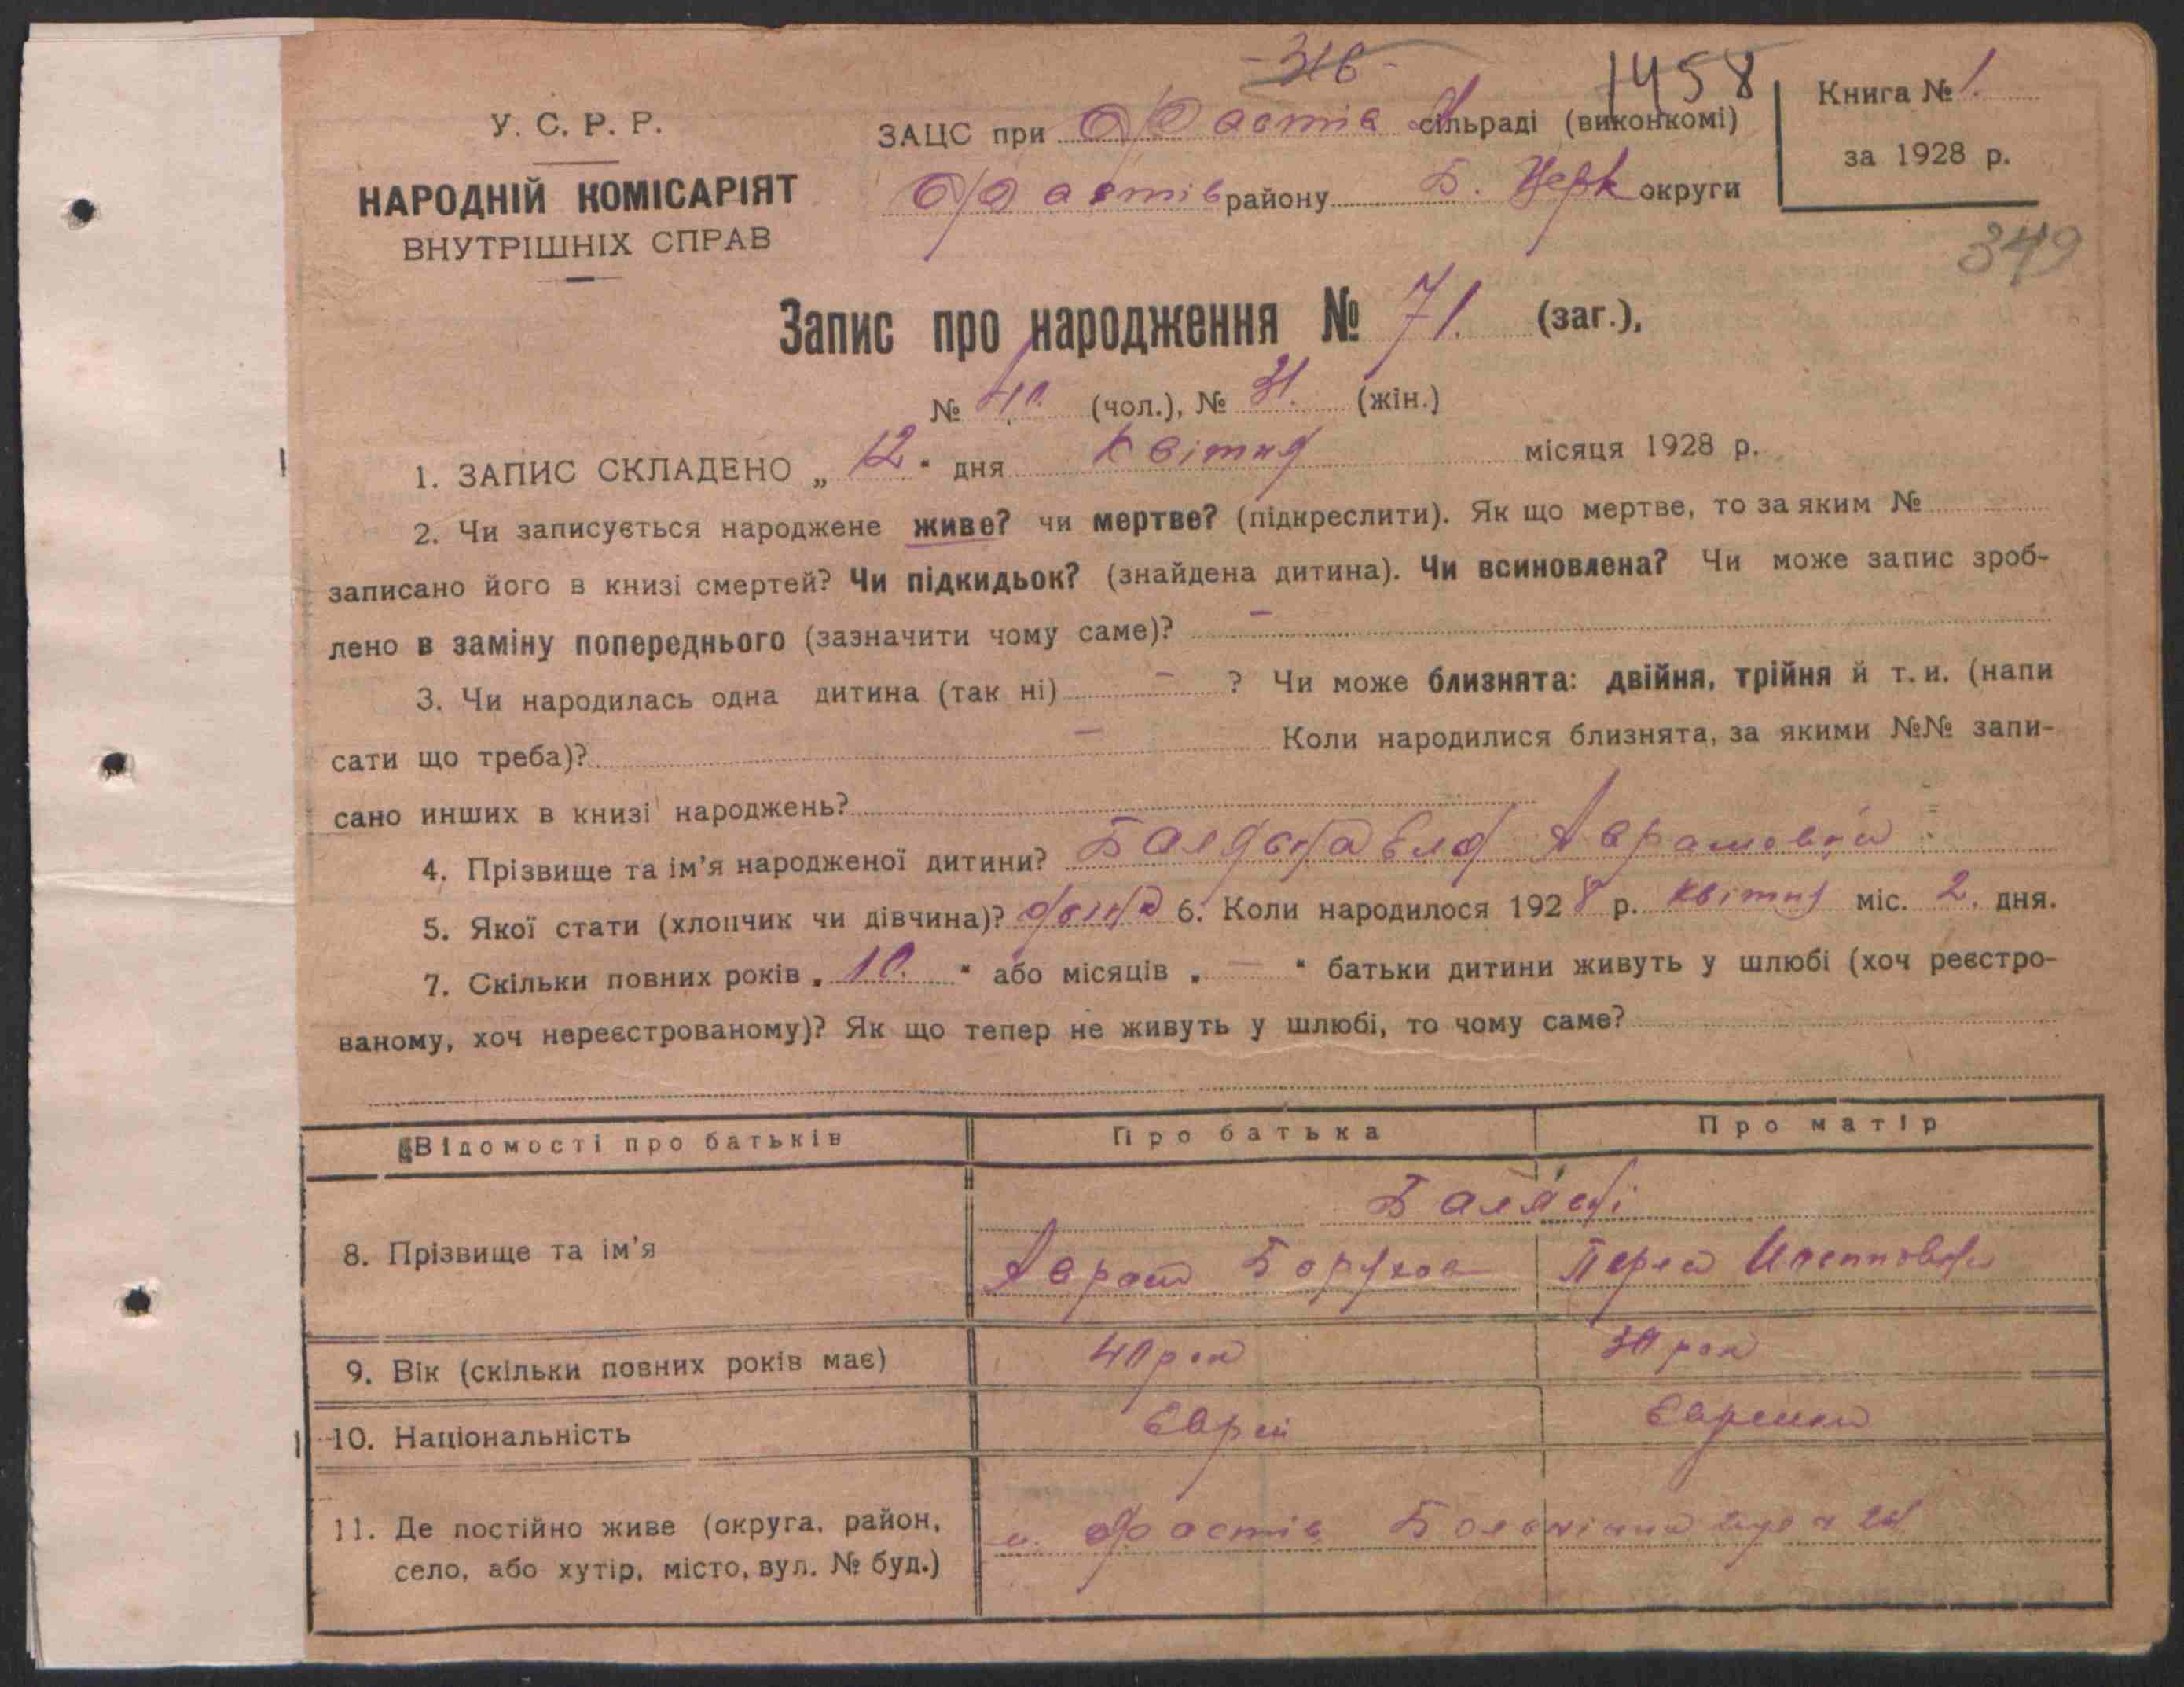 -316-
1458
Книга № 1.
за 1928 р.
349
У. С. Р. Р.
НАРОДНІЙ КОМІСАРІЯТ
ВНУТРІШНІХ СПРАВ
ЗАЦС при Фастів сільраді (виконкомі)
Фастів району Б. Церк округи
Запис про народження № 71. (заг.),
№ 40. (чол.), № 31. (жін.)
1. ЗАПИС СКЛАДЕНО „ 12 “ дня Квітня місяця 1928 р.
2. Чи записується народжене живе? чи мертве? (підкреслити). Як що мертве, то за яким №
записано його в книзі смертей? Чи підкидьок? (знайдена дитина). Чи всиновлена? Чи може запис зроб-
лено в заміну попереднього (зазначити чому саме)? –
3. Чи народилась одна дитина (так ні) – ? Чи може близнята: двійня, трійня й т. и. (напи
сати що треба)? – Коли народилися близнята, за якими №№ запи-
сано инших в книзі народжень?
4. Прізвище та ім'я народженої дитини? Аврамовна
5. Якої стати (хлопчик чи дівчина)? 6. Коли народилося 1928 р. Квітня міс. 2. дня.
7. Скільки повних років „ 10. “ або місяців „ – “ батьки дитини живуть у шлюбі (хоч реєстро-
ваному, хоч нереєстрованому)? Як що тепер не живуть у шлюбі, то чому саме?
Відомості про батьків
Про батька
Про матір
8. Прізвище та ім'я
Аврам Борухов
Перля
9. Вік (скільки повних років має)
40 рок
30 рок
10. Національність
Еврей
Еврейка
11. Де постійно живе (округа, район,
село, або хутір, місто, вул. № буд.)
м. Фастів